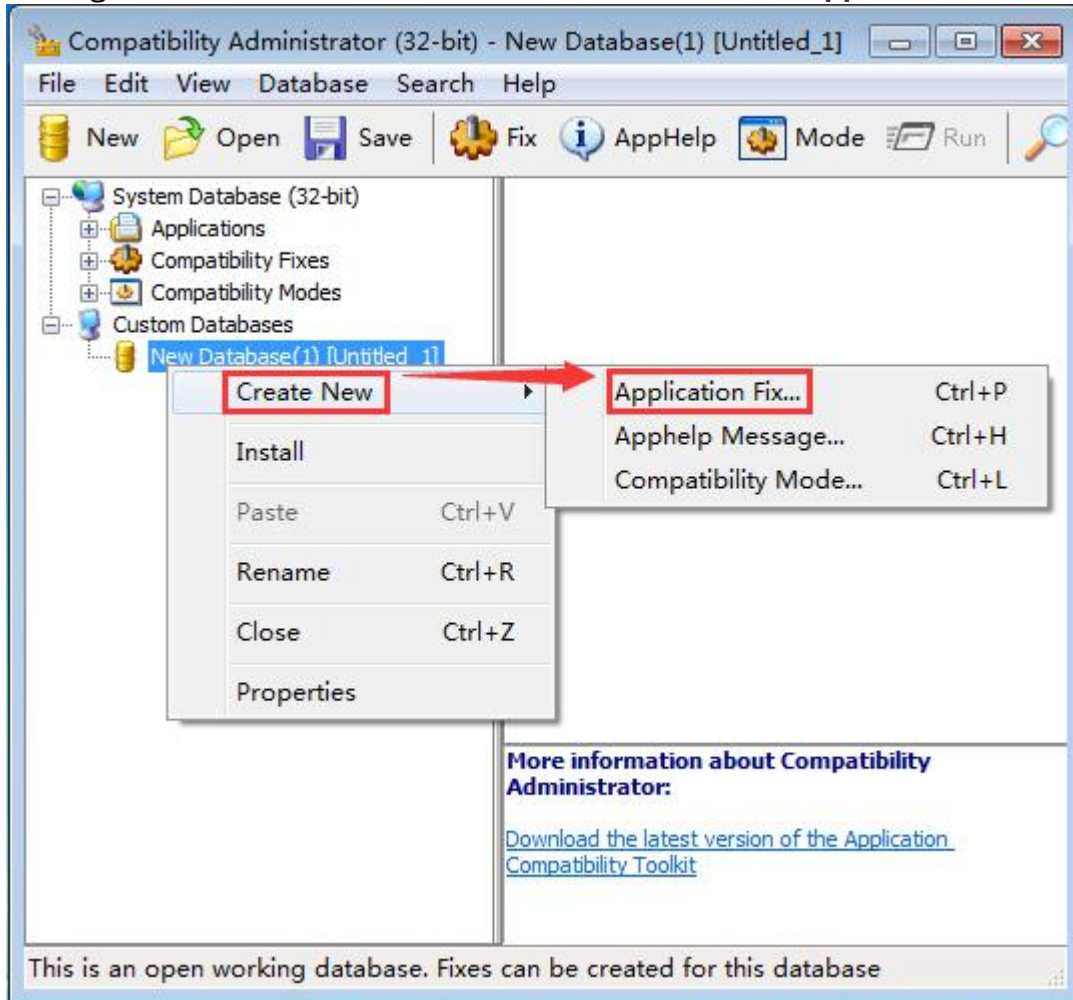 Compatibility Administrator (32-bit) - New Database(1) [Untitled_1]
File Edit View Database Search Help
New Open Save Fix AppHelp Mode Run
System Database (32-bit)
Applications
Compatibility Fixes
Compatibility Modes
Custom Databases
New Database(1) [Untitled_1]
Create New
Application Fix... Ctrl+P
Apphelp Message... Ctrl+H
Compatibility Mode... Ctrl+L
Install
Paste Ctrl+V
Rename Ctrl+R
Close Ctrl+Z
Properties
More information about Compatibility
Administrator:
Download the latest version of the Application
Compatibility Toolkit
This is an open working database. Fixes can be created for this database